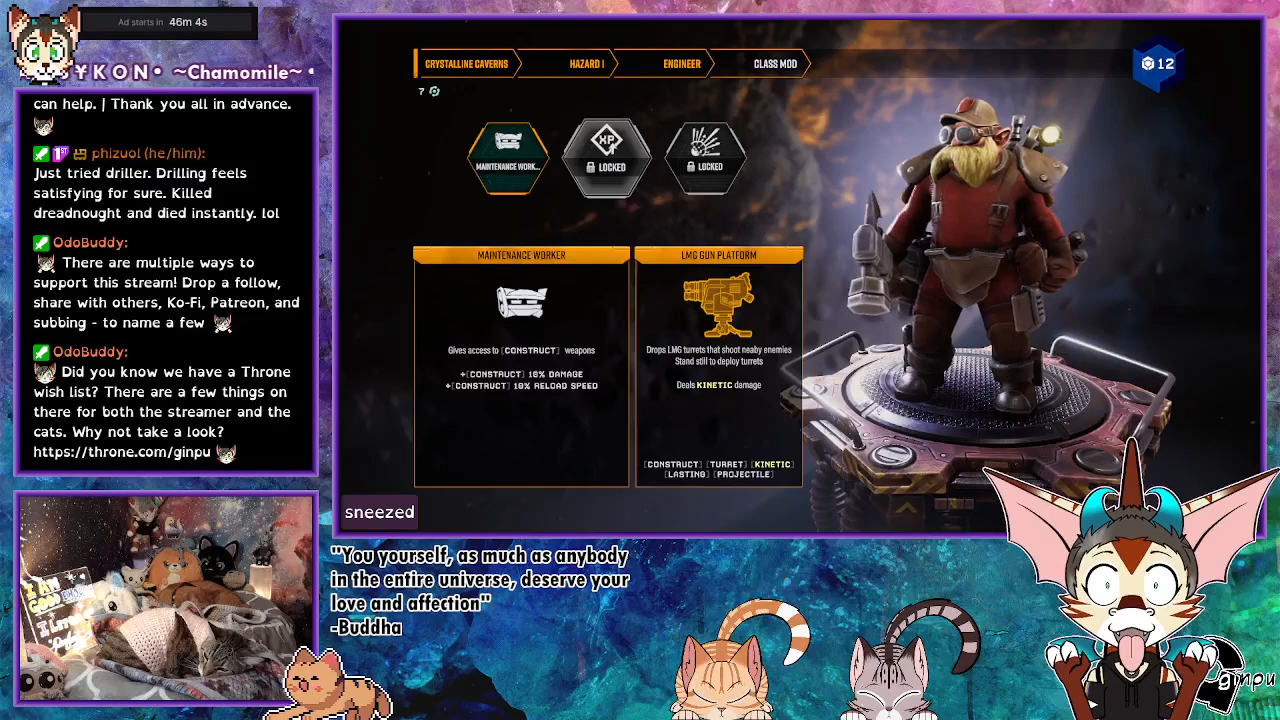 Ad starts in 46m 4s
YKON• ~Chamomile~ •
can help. | Thank you all in advance.
1ST phizuol (he/him):
Just tried driller. Drilling feels
satisfying for sure. Killed
dreadnought and died instantly. lol
OdoBuddy:
There are multiple ways to
support this stream! Drop a follow,
share with others, Ko-Fi, Patreon, and
subbing - to name a few
OdoBuddy:
Did you know we have a Throne
wish list? There are a few things on
there for both the streamer and the
cats. Why not take a look?
https://throne.com/ginpu
CRYSTALLINE CAVERNS
HAZARD I
ENGINEER
CLASS MOD
12
7
MAINTENANCE WORK...
XP
LOCKED
LOCKED
MAINTENANCE WORKER
Gives access to [CONSTRUCT] weapons
+[CONSTRUCT] 10% DAMAGE
+[CONSTRUCT] 10% RELOAD SPEED
LMG GUN PLATFORM
Drops LMG turrets that shoot neaby enemies
Stand still to deploy turrets
Deals KINETIC damage
[CONSTRUCT] [TURRET] [KINETIC]
[LASTING] [PROJECTILE]
sneezed
"You yourself, as much as anybody
in the entire universe, deserve your
love and affection"
-Buddha
I AM
GOOD
ginpu